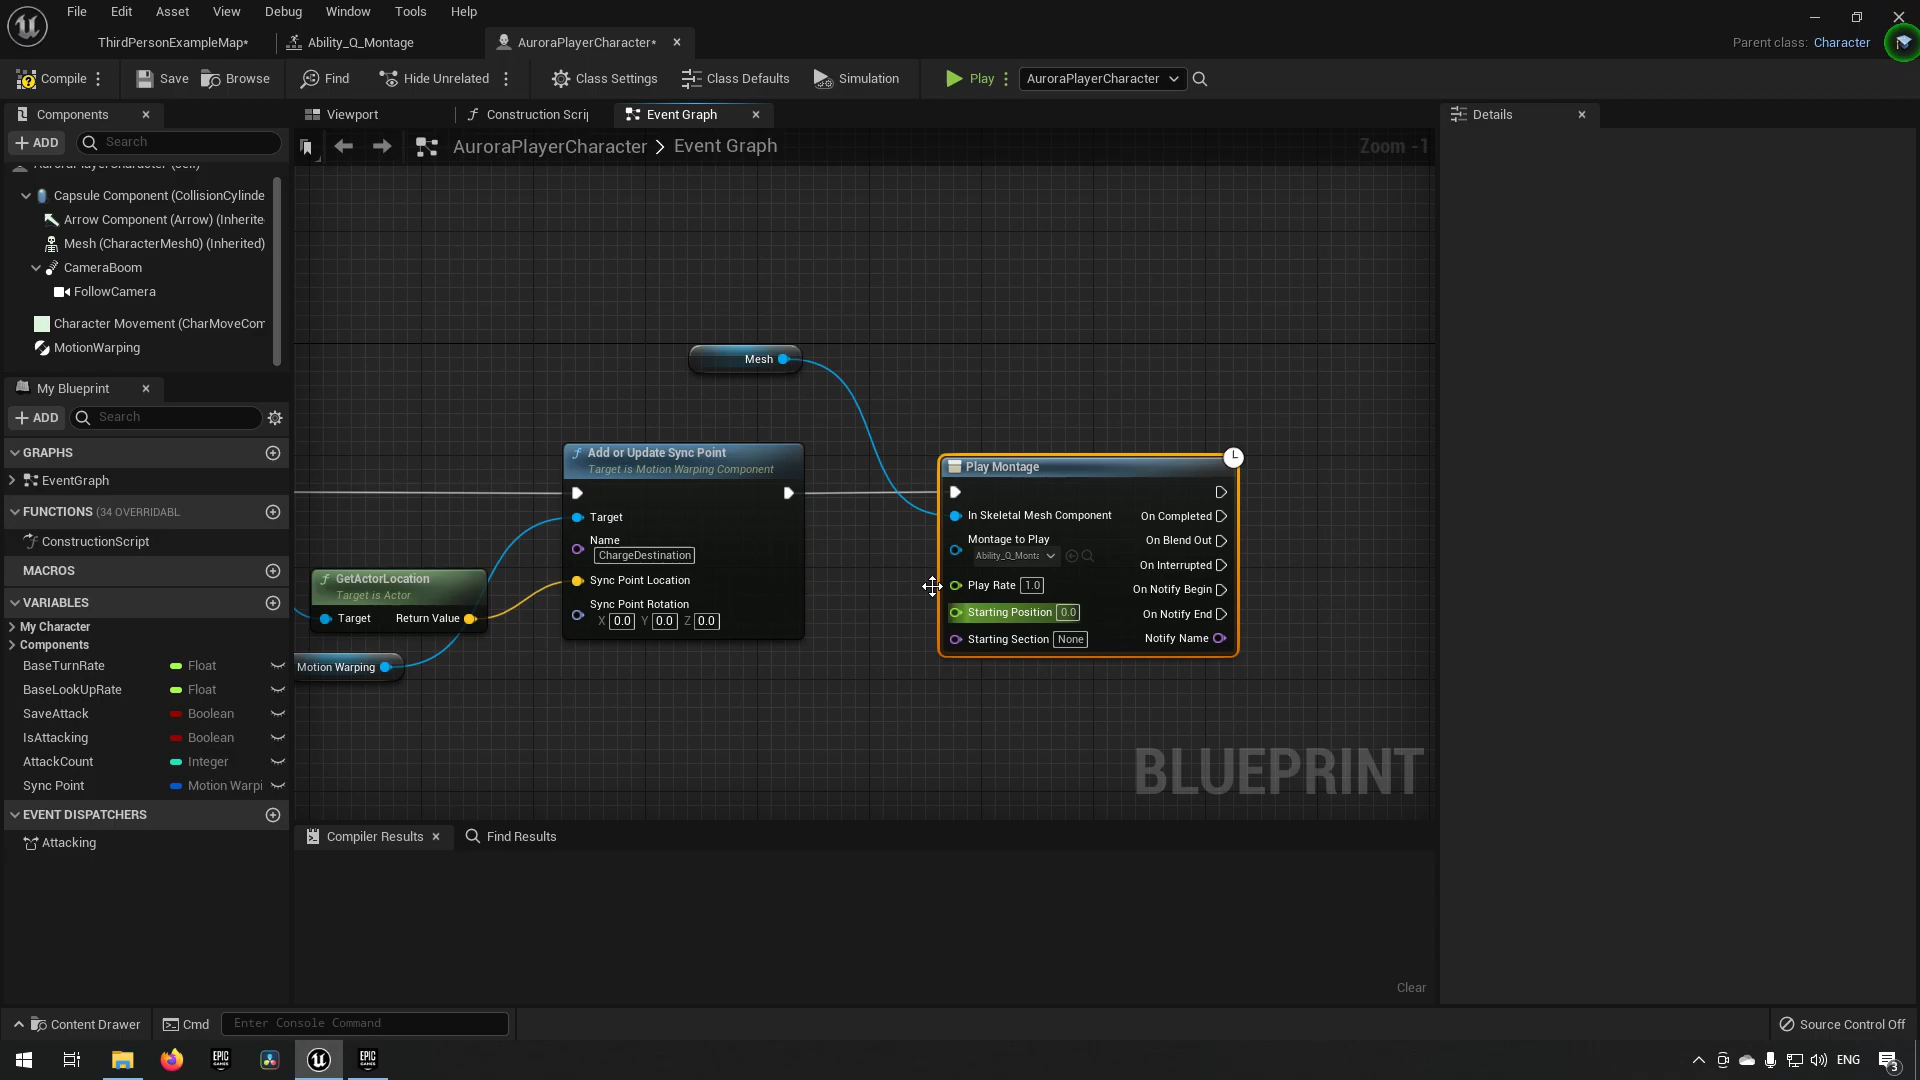 File Edit Asset View Debug Window Tools Help
ThirdPersonExampleMap* Ability_Q_Montage AuroraPlayerCharacter* Parent class: Character
Compile Save Browse Find Hide Unrelated Class Settings Class Defaults Simulation Play AuroraPlayerCharacter
Components Viewport Construction Scrip Event Graph Details
ADD Search AuroraPlayerCharacter > Event Graph Zoom -1
AuroraPlayerCharacter (Self)
Capsule Component (CollisionCylinde
Arrow Component (Arrow) (Inherite
Mesh (CharacterMesh0) (Inherited)
CameraBoom
FollowCamera
Character Movement (CharMoveCom
MotionWarping
My Blueprint
ADD Search
GRAPHS
EventGraph
FUNCTIONS (34 OVERRIDABL
ConstructionScript
MACROS
VARIABLES
My Character
Components
BaseTurnRate Float
BaseLookUpRate Float
SaveAttack Boolean
IsAttacking Boolean
AttackCount Integer
Sync Point Motion Warpi
EVENT DISPATCHERS
Attacking
Mesh
Add or Update Sync Point
Target is Motion Warping Component
Target
Name
ChargeDestination
Sync Point Location
Sync Point Rotation
X 0.0 Y 0.0 Z 0.0
GetActorLocation
Target is Actor
Target Return Value
Motion Warping
Play Montage
In Skeletal Mesh Component On Completed
Montage to Play On Blend Out
Ability_Q_Monta
On Interrupted
Play Rate 1.0 On Notify Begin
Starting Position 0.0 On Notify End
Starting Section None Notify Name
BLUEPRINT
Compiler Results Find Results
Clear
Content Drawer Cmd Enter Console Command Source Control Off
EPIC GAMES EPIC GAMES ENG 3